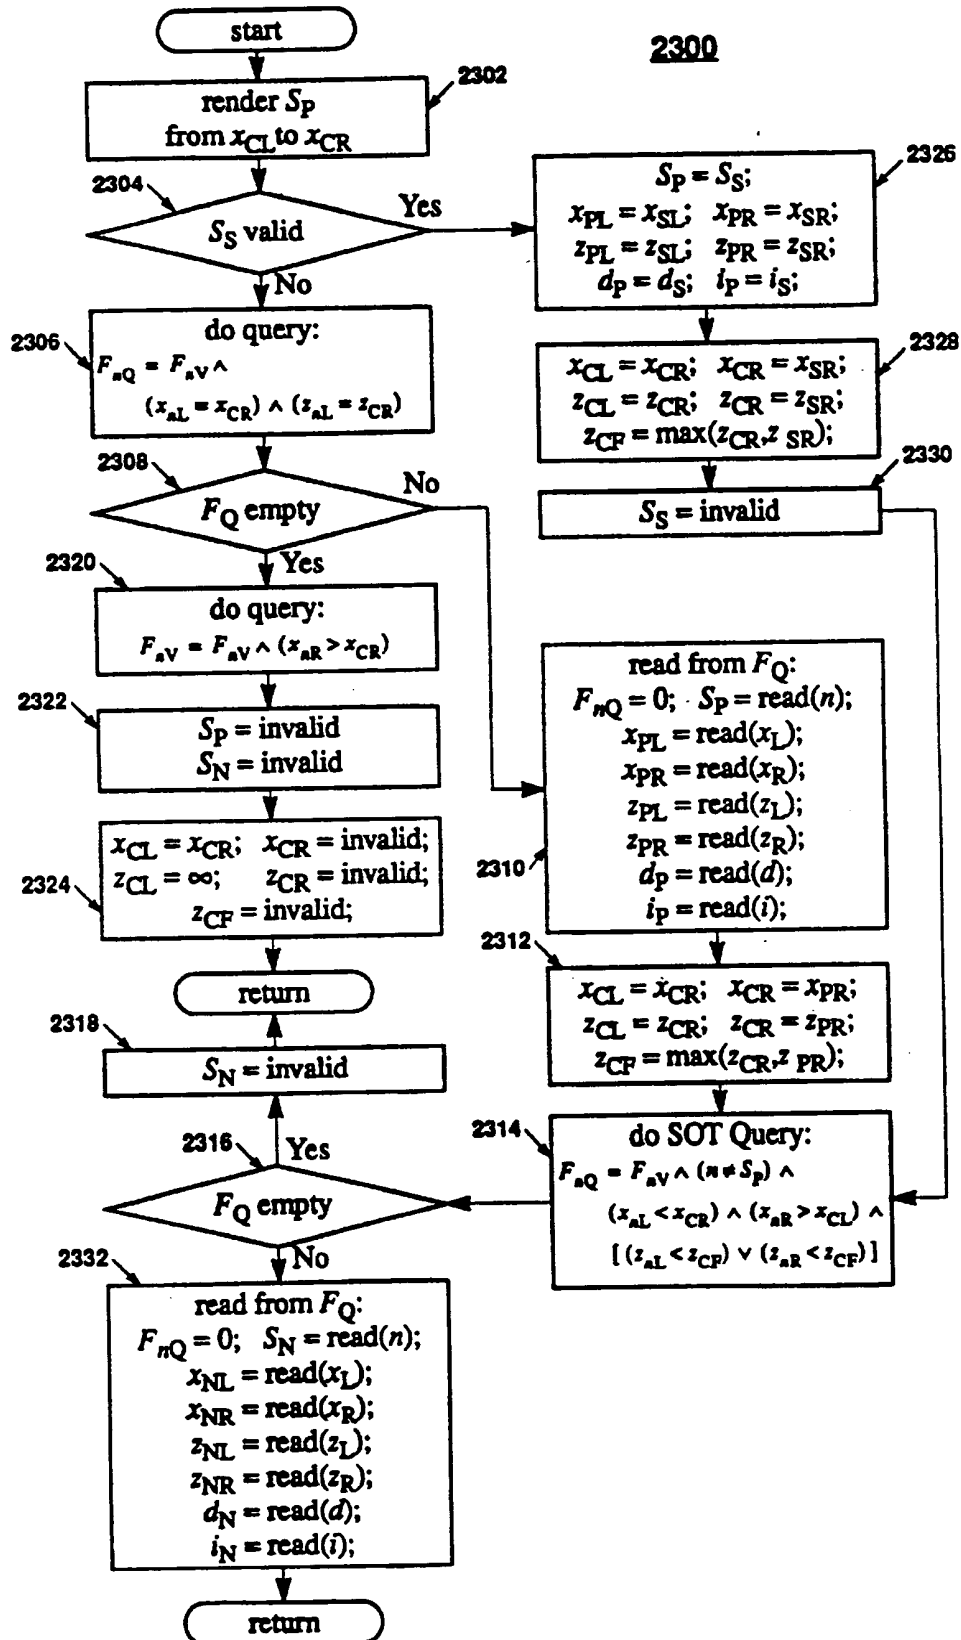 start
2300
2302
render S_P
from x_CL to x_CR
2304
S_S valid
Yes
No
2326
S_P = S_S;
x_PL = x_SL; x_PR = x_SR;
z_PL = z_SL; z_PR = z_SR;
d_P = d_S; i_P = i_S;
2328
x_CL = x_CR; x_CR = x_SR;
z_CL = z_CR; z_CR = z_SR;
z_CF = max(z_CR, z_SR);
2330
S_S = invalid
2306
do query:
F_nQ = F_nV ∧
(x_nL = x_CR) ∧ (z_nL = z_CR)
2308
F_Q empty
No
Yes
2320
do query:
F_nV = F_nV ∧ (x_nR > x_CR)
2322
S_P = invalid
S_N = invalid
2324
x_CL = x_CR; x_CR = invalid;
z_CL = ∞; z_CR = invalid;
z_CF = invalid;
return
2310
read from F_Q:
F_nQ = 0; S_P = read(n);
x_PL = read(x_L);
x_PR = read(x_R);
z_PL = read(z_L);
z_PR = read(z_R);
d_P = read(d);
i_P = read(i);
2312
x_CL = x_CR; x_CR = x_PR;
z_CL = z_CR; z_CR = z_PR;
z_CF = max(z_CR, z_PR);
2314
do SOT Query:
F_nQ = F_nV ∧ (n ≠ S_P) ∧
(x_nL < x_CR) ∧ (x_nR > x_CL) ∧
[(z_nL < z_CF) ∨ (z_nR < z_CF)]
2316
F_Q empty
Yes
No
2318
S_N = invalid
2332
read from F_Q:
F_nQ = 0; S_N = read(n);
x_NL = read(x_L);
x_NR = read(x_R);
z_NL = read(z_L);
z_NR = read(z_R);
d_N = read(d);
i_N = read(i);
return